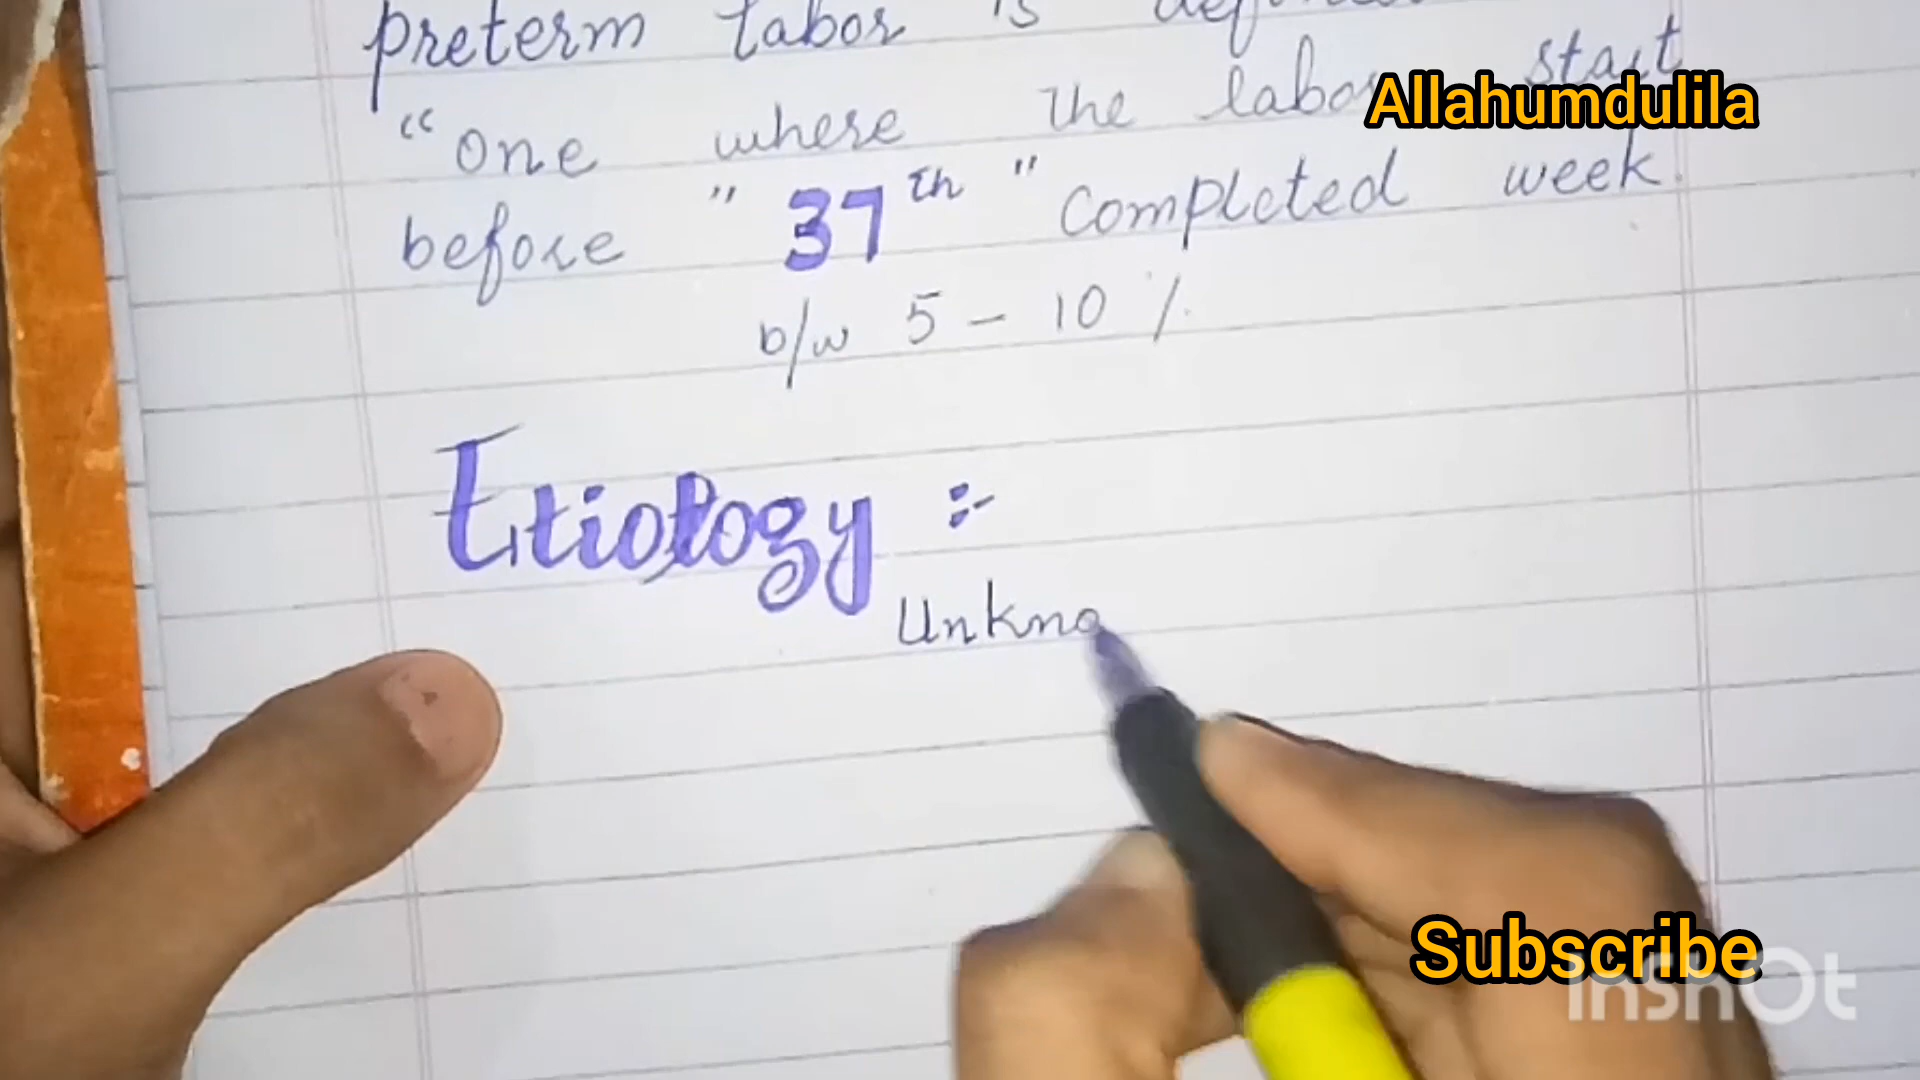 preterm labor is defined
"one where the labor start
before "37th" completed week.
b/w 5 - 10 %
Etiology :-
Unkno
Allahumdulila
Subscribe
InShOt